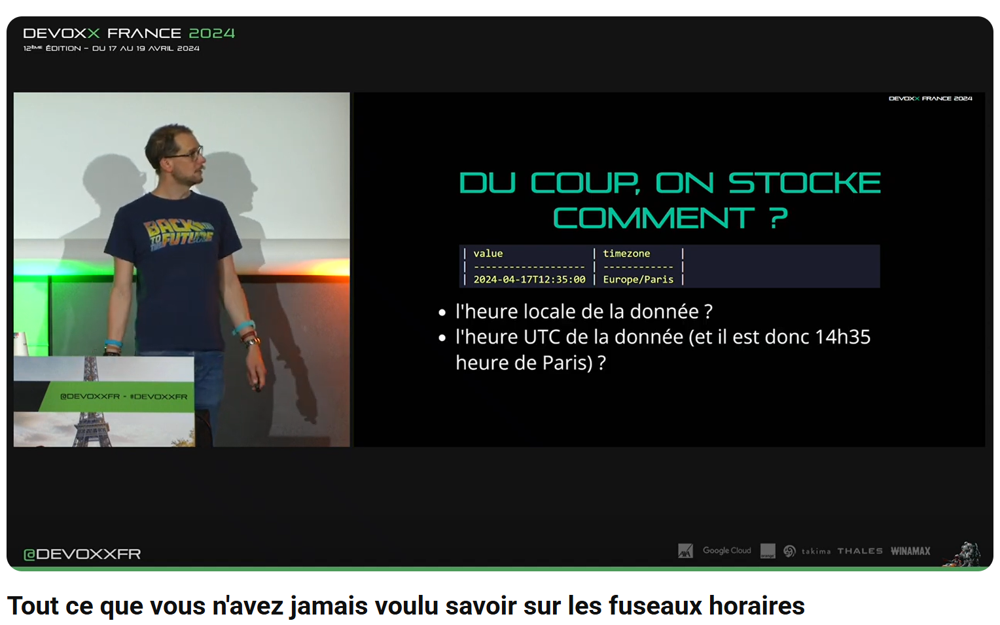 DEVOXX FRANCE 2024
12ÈME ÉDITION - DU 17 AU 19 AVRIL 2024
DEVOXX FRANCE 2024
BACK
TO THE
FUTURE
DU COUP, ON STOCKE
COMMENT ?
| value | timezone |
| ------------------- | ------------ |
| 2024-04-17T12:35:00 | Europe/Paris |
• l'heure locale de la donnée ?
• l'heure UTC de la donnée (et il est donc 14h35
heure de Paris) ?
@DEVOXXFR - #DEVOXXFR
@DEVOXXFR
AXA Google Cloud orange takima THALES WINAMAX
Tout ce que vous n'avez jamais voulu savoir sur les fuseaux horaires